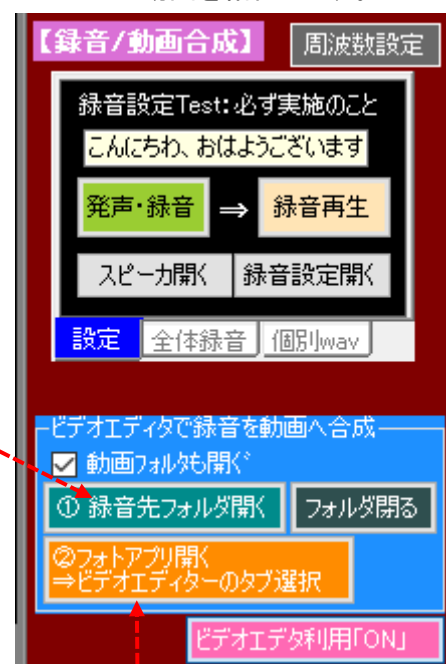 【録音/動画合成】 周波数設定
録音設定Test:必ず実施のこと
こんにちわ、おはようございます
発声・録音 ⇒ 録音再生
スピーカ開く 録音設定開く
設定 全体録音 個別wav
ビデオエディタで録音を動画へ合成
動画フォルダも開く
① 録音先フォルダ開く フォルダ閉る
②フォトアプリ開く
⇒ビデオエディターのタブ選択
ビデオエデタ利用「ON」